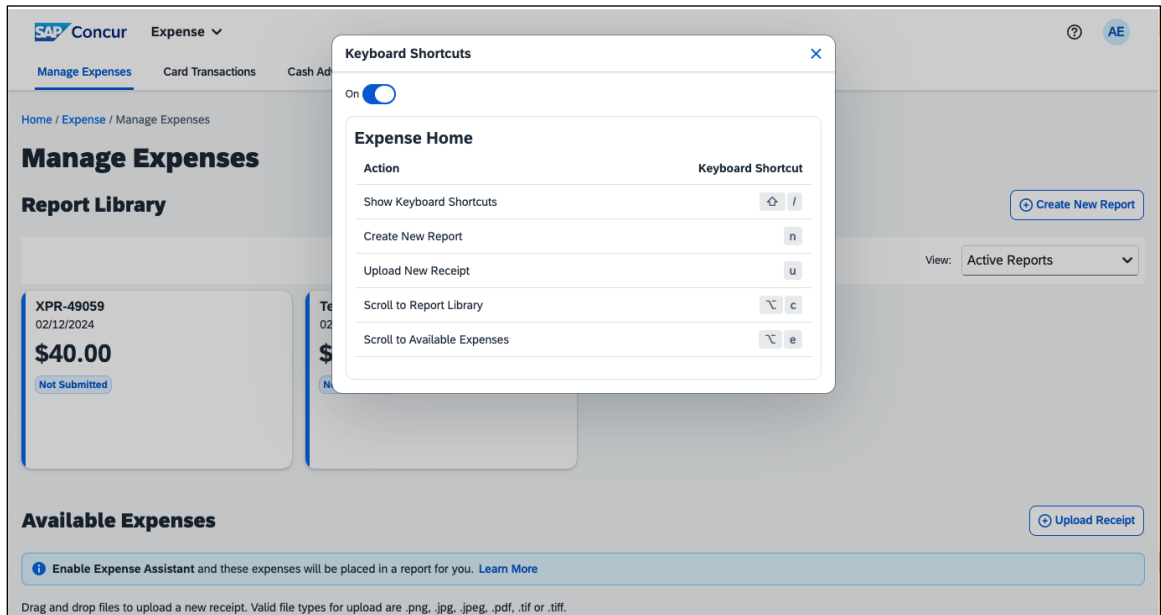 SAP Concur Expense
AE
Manage Expenses Card Transactions Cash
Home / Expense / Manage Expenses
Manage Expenses
Report Library
Create New Report
View: Active Reports
XPR-49059
02/12/2024
$40.00
Not Submitted
Keyboard Shortcuts
On
Expense Home
Action Keyboard Shortcut
Show Keyboard Shortcuts ⇧ /
Create New Report n
Upload New Receipt u
Scroll to Report Library ⌥ c
Scroll to Available Expenses ⌥ e
Available Expenses
Upload Receipt
Enable Expense Assistant and these expenses will be placed in a report for you. Learn More
Drag and drop files to upload a new receipt. Valid file types for upload are .png, .jpg, .jpeg, .pdf, .tif or .tiff.